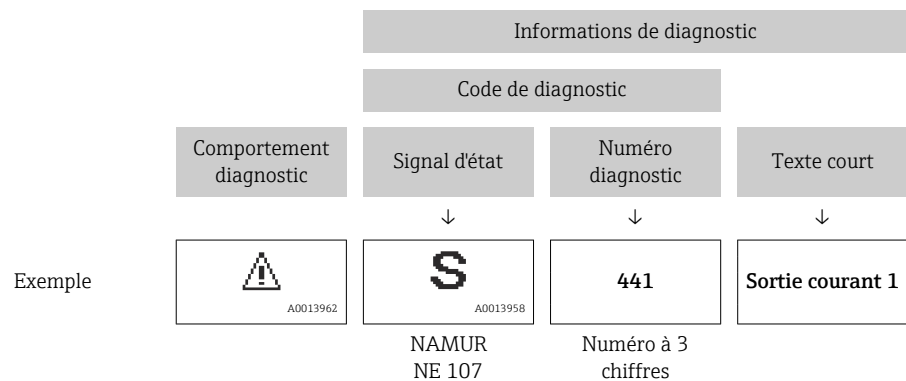 Informations de diagnostic
Code de diagnostic
Comportement
diagnostic
Signal d'état
Numéro
diagnostic
Texte court
↓ ↓ ↓
Exemple
A0013962
S
A0013958
441
Sortie courant 1
NAMUR
NE 107
Numéro à 3
chiffres